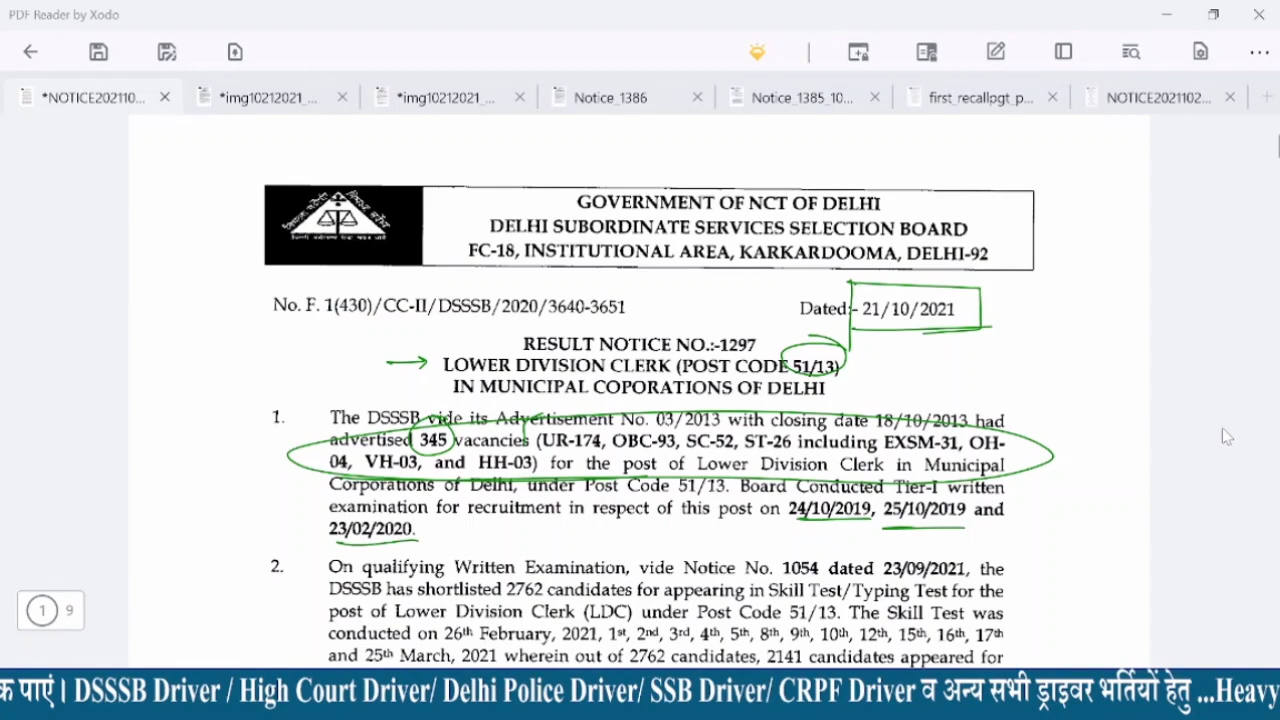 PDF Reader by Xodo
*NOTICE202110...
*img10212021_...
*img10212021_...
Notice_1386
Notice_1385_10...
first_recallpgt_p...
NOTICE2021102...
GOVERNMENT OF NCT OF DELHI
DELHI SUBORDINATE SERVICES SELECTION BOARD
FC-18, INSTITUTIONAL AREA, KARKARDOOMA, DELHI-92
No. F. 1(430)/CC-II/DSSSB/2020/3640-3651
Dated:- 21/10/2021
RESULT NOTICE NO.:-1297
LOWER DIVISION CLERK (POST CODE 51/13)
IN MUNICIPAL COPORATIONS OF DELHI
1. The DSSSB vide its Advertisement No. 03/2013 with closing date 18/10/2013 had
advertised 345 vacancies (UR-174, OBC-93, SC-52, ST-26 including EXSM-31, OH-
04, VH-03, and HH-03) for the post of Lower Division Clerk in Municipal
Corporations of Delhi, under Post Code 51/13. Board Conducted Tier-I written
examination for recruitment in respect of this post on 24/10/2019, 25/10/2019 and
23/02/2020.
2. On qualifying Written Examination, vide Notice No. 1054 dated 23/09/2021, the
DSSSB has shortlisted 2762 candidates for appearing in Skill Test/Typing Test for the
post of Lower Division Clerk (LDC) under Post Code 51/13. The Skill Test was
conducted on 26th February, 2021, 1st, 2nd, 3rd, 4th, 5th, 8th, 9th, 10th, 12th, 15th, 16th, 17th
and 25th March, 2021 wherein out of 2762 candidates, 2141 candidates appeared for
1 9
क पाएं। DSSSB Driver / High Court Driver/ Delhi Police Driver/ SSB Driver/ CRPF Driver व अन्य सभी ड्राइवर भर्तियों हेतु ...Heavy